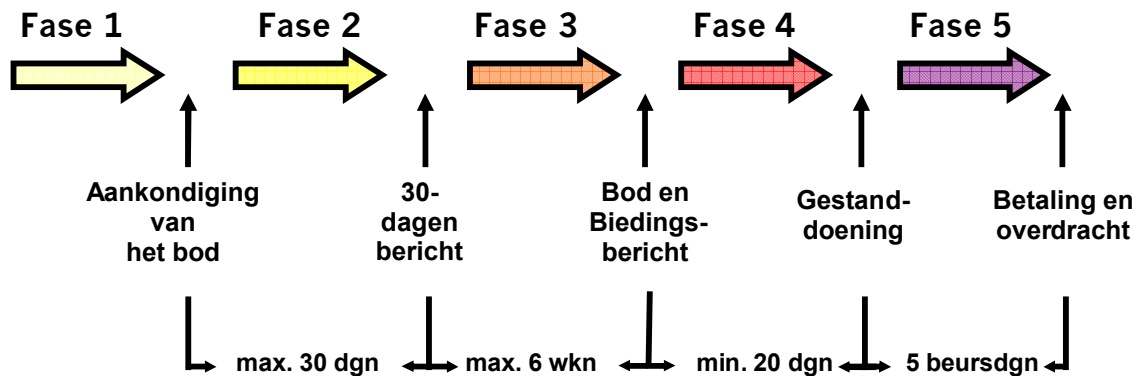 Fase 1 Fase 2 Fase 3 Fase 4 Fase 5
Aankondiging
van
het bod
30-
dagen
bericht
Bod en
Biedings-
bericht
Gestand-
doening
Betaling en
overdracht
max. 30 dgn max. 6 wkn min. 20 dgn 5 beursdgn